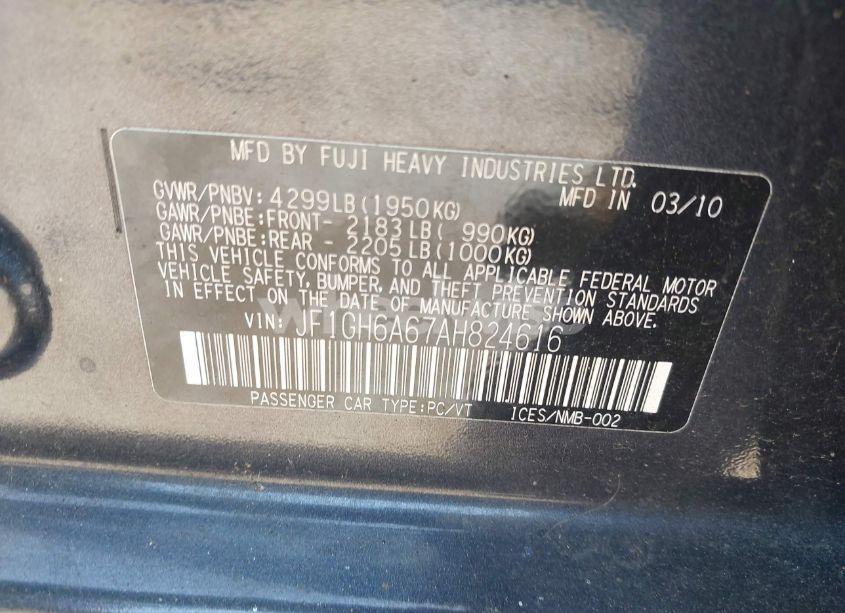 MFD BY FUJI HEAVY INDUSTRIES LTD.
GVWR/PNBV: 4299LB(1950KG) MFD IN 03/10
GAWR/PNBE:FRONT- 2183LB( 990KG)
GAWR/PNBE:REAR - 2205LB(1000KG)
THIS VEHICLE CONFORMS TO ALL APPLICABLE FEDERAL MOTOR
VEHICLE SAFETY, BUMPER, AND THEFT PREVENTION STANDARDS
IN EFFECT ON THE DATE OF MANUFACTURE SHOWN ABOVE.
VIN: JF1GH6A67AH824616
PASSENGER CAR TYPE:PC/VT ICES/NMB-002